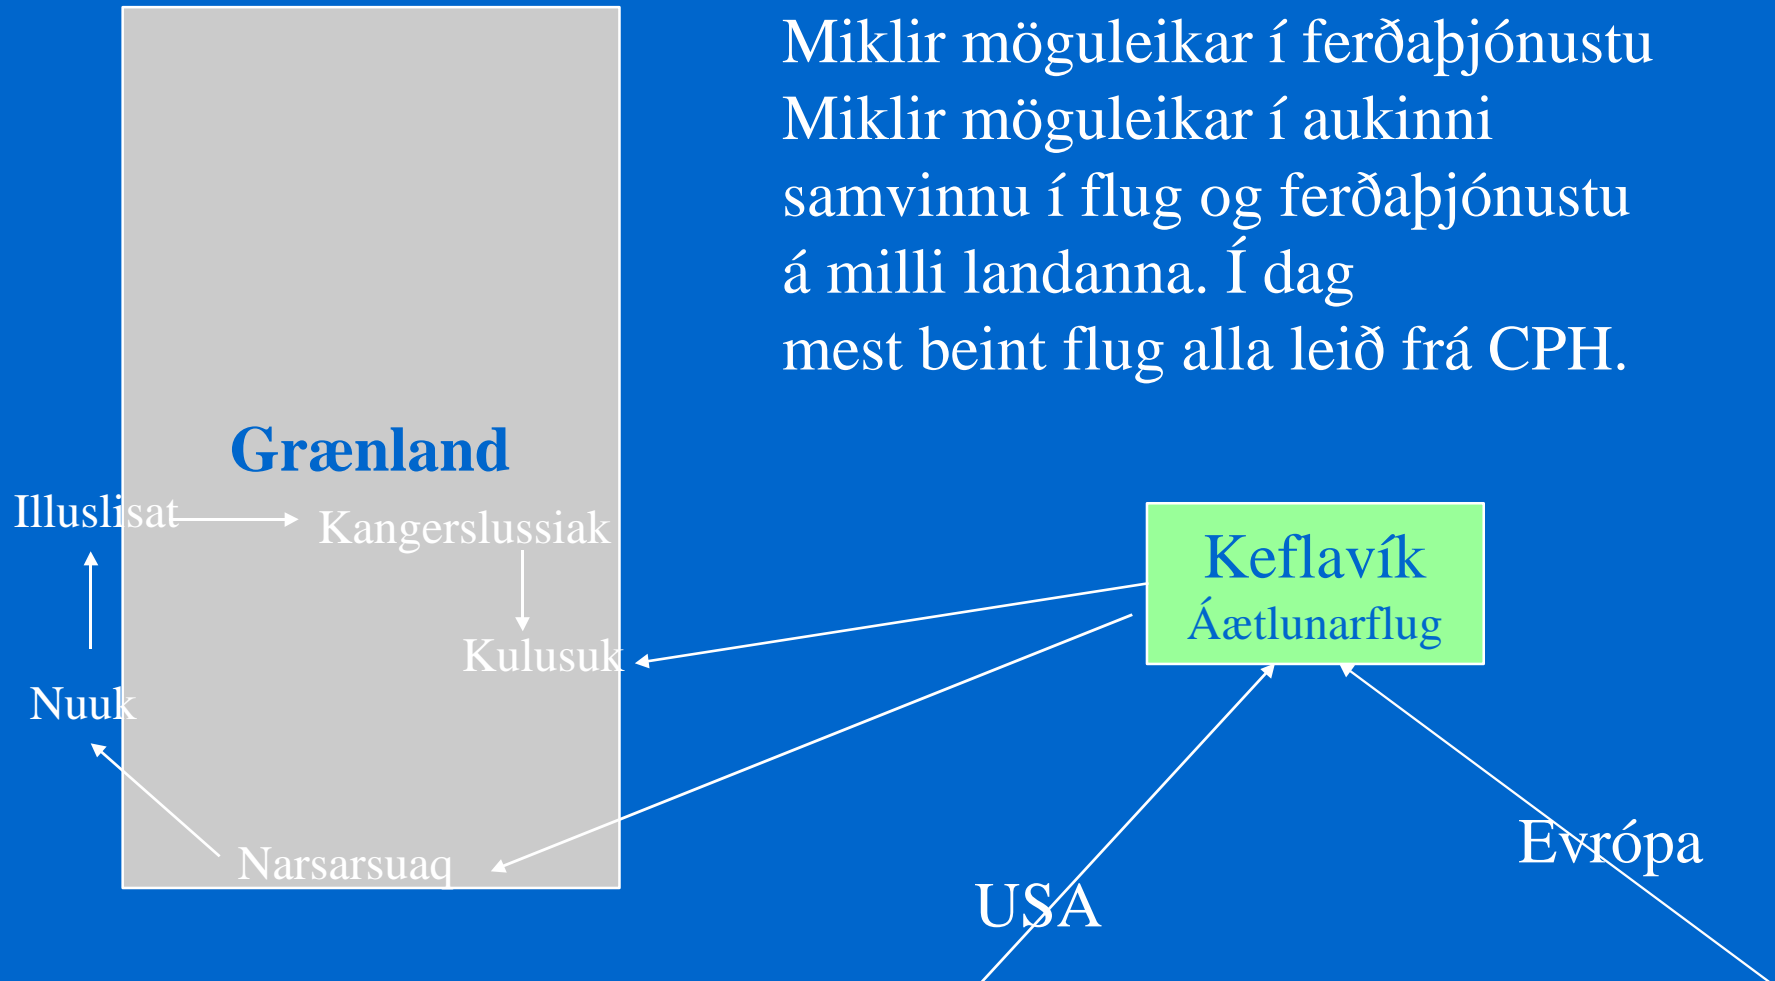 Miklir möguleikar í ferðaþjónustu
Miklir möguleikar í aukinni
samvinnu í flug og ferðaþjónustu
á milli landanna. Í dag
mest beint flug alla leið frá CPH.
Grænland
Illuslisat
Kangerslussiak
Keflavík
Áætlunarflug
Kulusuk
Nuuk
Evrópa
Narsarsuaq
USA